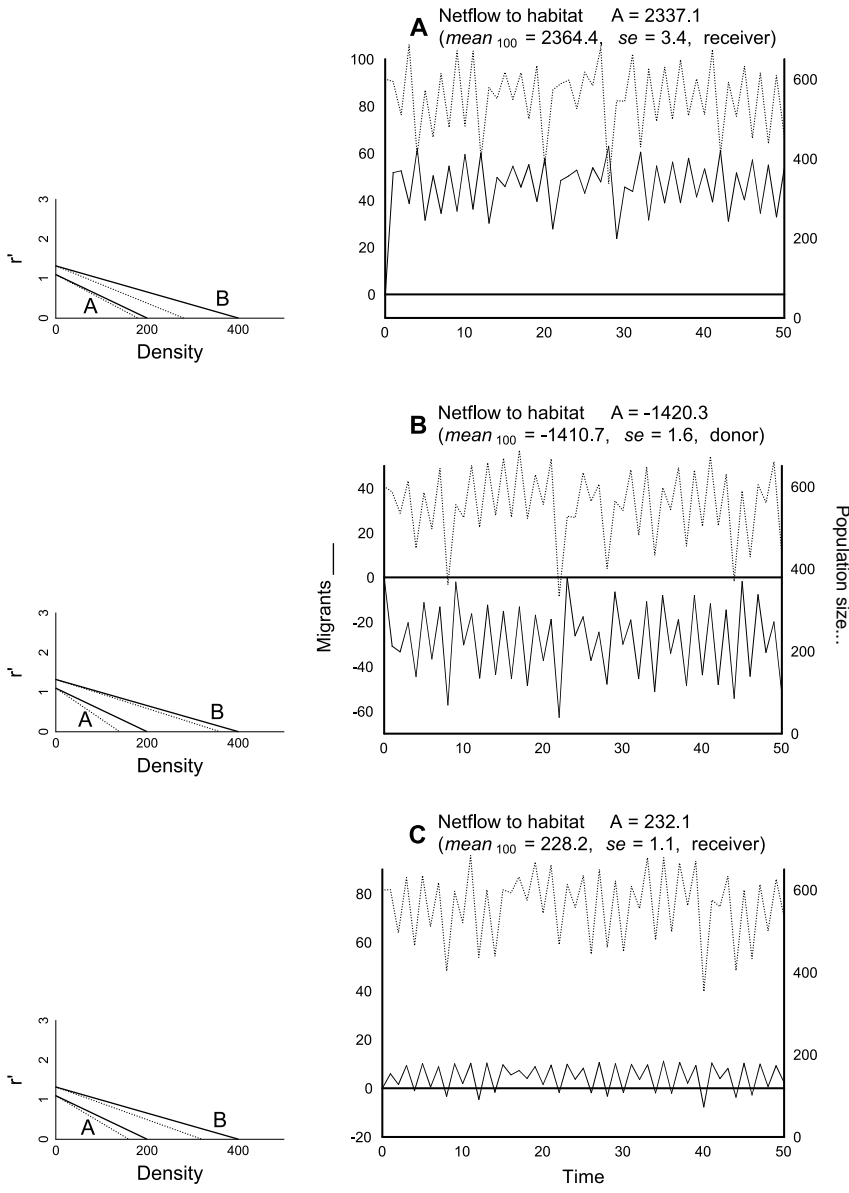 A Netflow to habitat A = 2337.1
(mean 100 = 2364.4, se = 3.4, receiver)
100
80
60
40
20
0
600
400
200
0
0 10 20 30 40 50
3
2
1
0
r'
A
B
0 200 400
Density
B Netflow to habitat A = -1420.3
(mean 100 = -1410.7, se = 1.6, donor)
40
20
0
-20
-40
-60
Migrants
600
400
200
0
Population size...
0 10 20 30 40 50
3
2
1
0
r'
A
B
0 200 400
Density
C Netflow to habitat A = 232.1
(mean 100 = 228.2, se = 1.1, receiver)
80
60
40
20
0
-20
600
400
200
0
0 10 20 30 40 50
Time
3
2
1
0
r'
A
B
0 200 400
Density